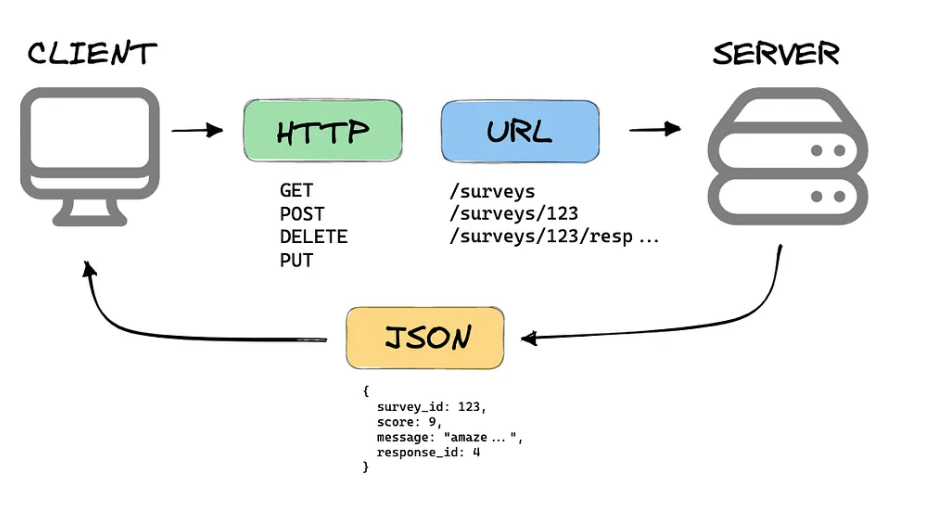 CLIENT
SERVER
HTTP
URL
GET
POST
DELETE
PUT
/surveys
/surveys/123
/surveys/123/resp...
JSON
{
survey_id: 123,
score: 9,
message: "amaze...",
response_id: 4
}